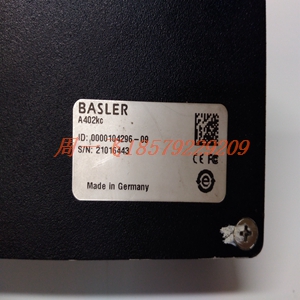 BASLER
A402kc
ID: 0000104296-09
S/N: 21016443
Made in Germany